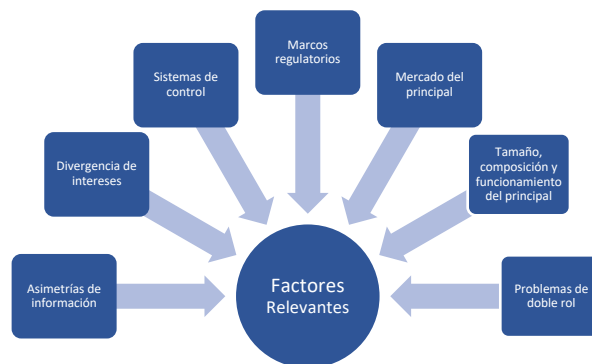 Marcos
regulatorios
Sistemas de
control
Mercado del
principal
Divergencia de
intereses
Tamaño,
composición y
funcionamiento
del principal
Asimetrías de
información
Factores
Relevantes
Problemas de
doble rol